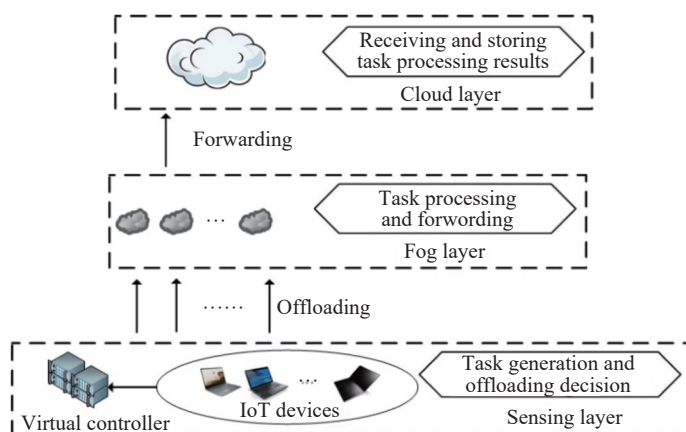 Receiving and storing
task processing results
Cloud layer
Forwarding
Task processing
and forwording
...
Fog layer
......
Offloading
Task generation and
offloading decision
...
IoT devices
Virtual controller
Sensing layer